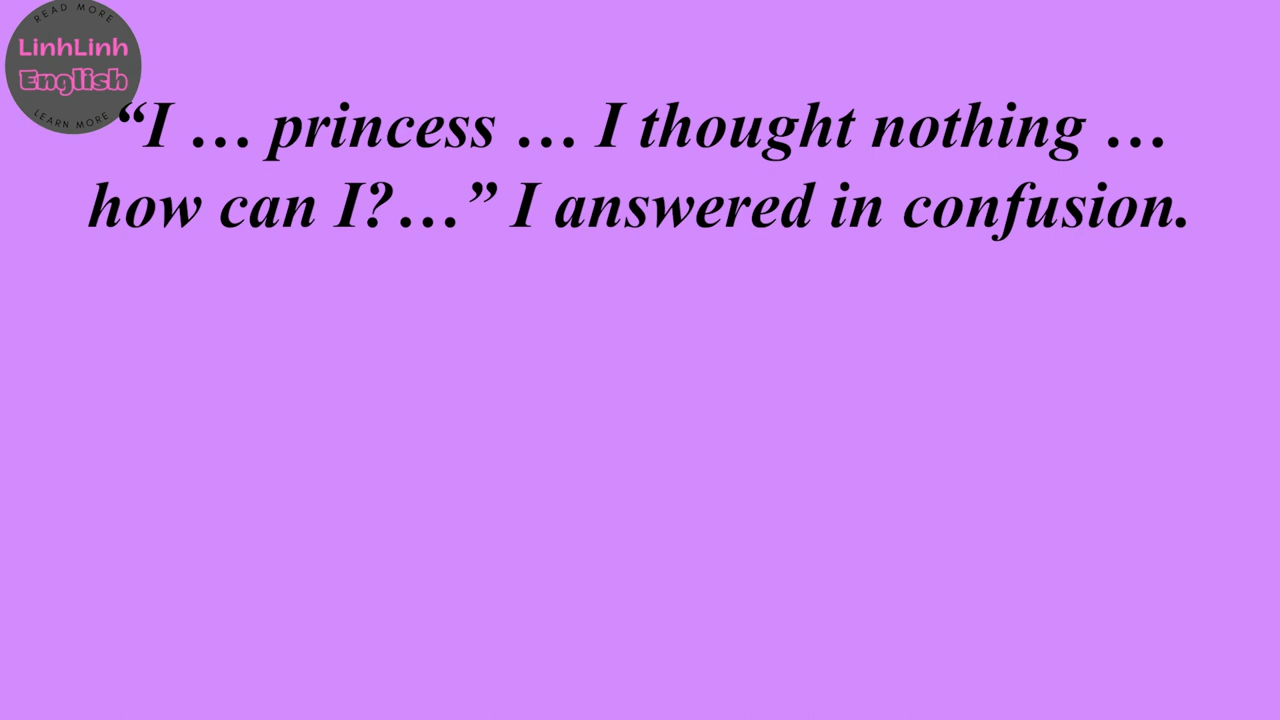 READ MORE
LinhLinh
English
LEARN MORE
“I … princess … I thought nothing …
how can I?…” I answered in confusion.